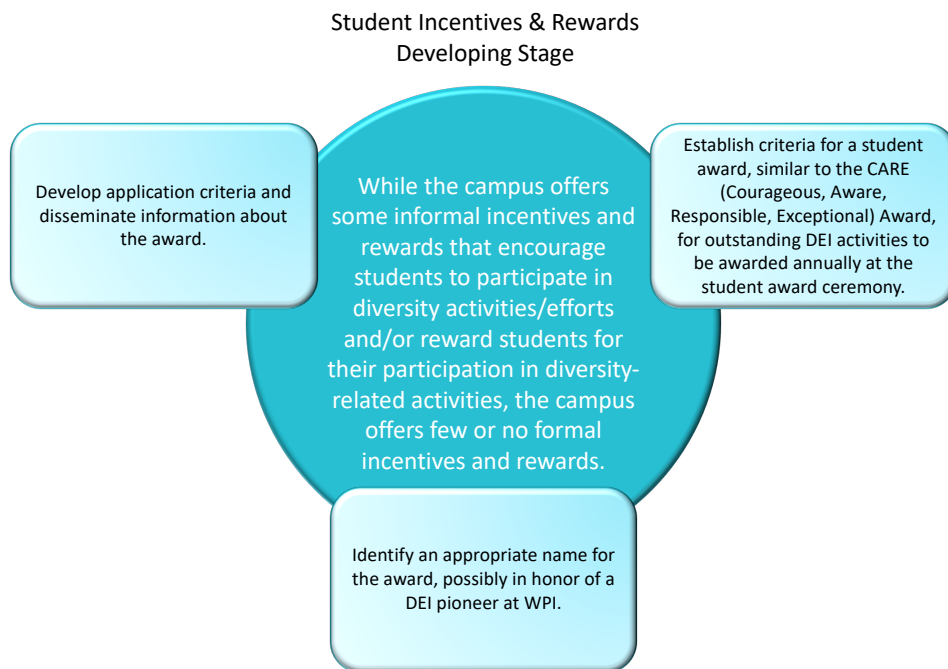 Student Incentives & Rewards
Developing Stage
Develop application criteria and
disseminate information about
the award.
While the campus offers
some informal incentives and
rewards that encourage
students to participate in
diversity activities/efforts
and/or reward students for
their participation in diversity-
related activities, the campus
offers few or no formal
incentives and rewards.
Establish criteria for a student
award, similar to the CARE
(Courageous, Aware,
Responsible, Exceptional) Award,
for outstanding DEI activities to
be awarded annually at the
student award ceremony.
Identify an appropriate name for
the award, possibly in honor of a
DEI pioneer at WPI.